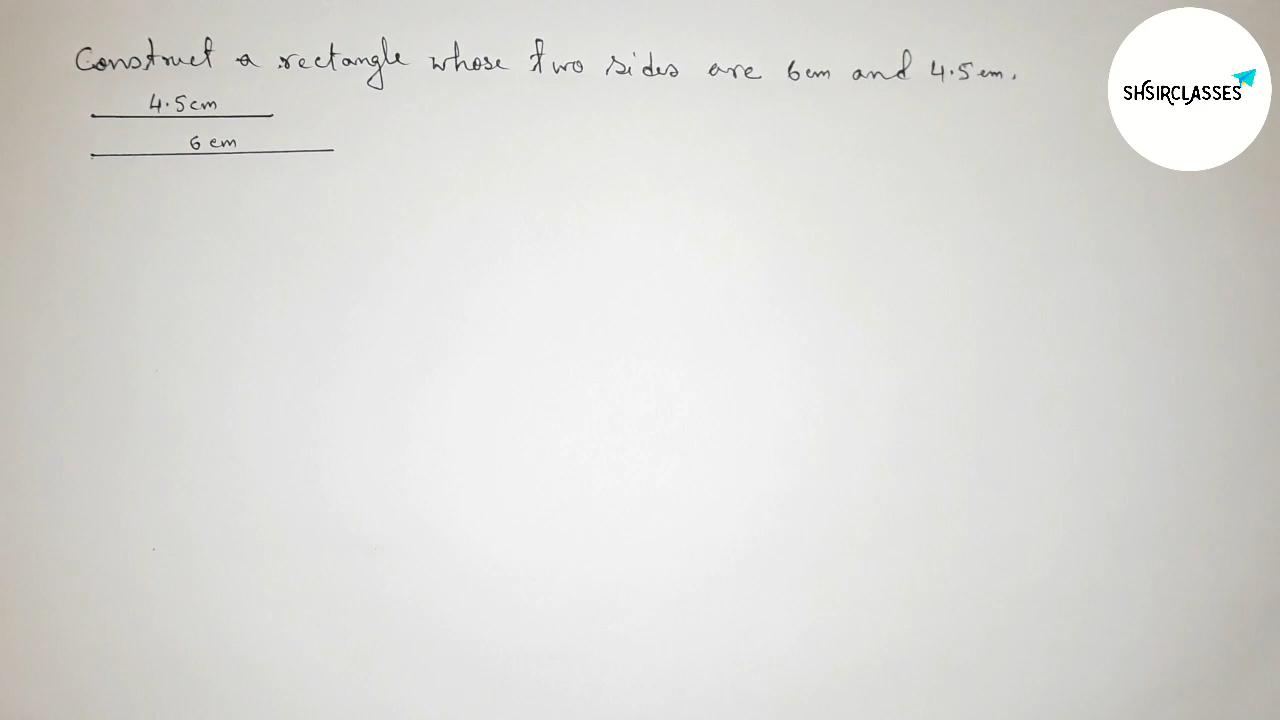 Construct a rectangle whose two sides are 6cm and 4.5cm.
4.5cm
6 cm
SHSIRCLASSES